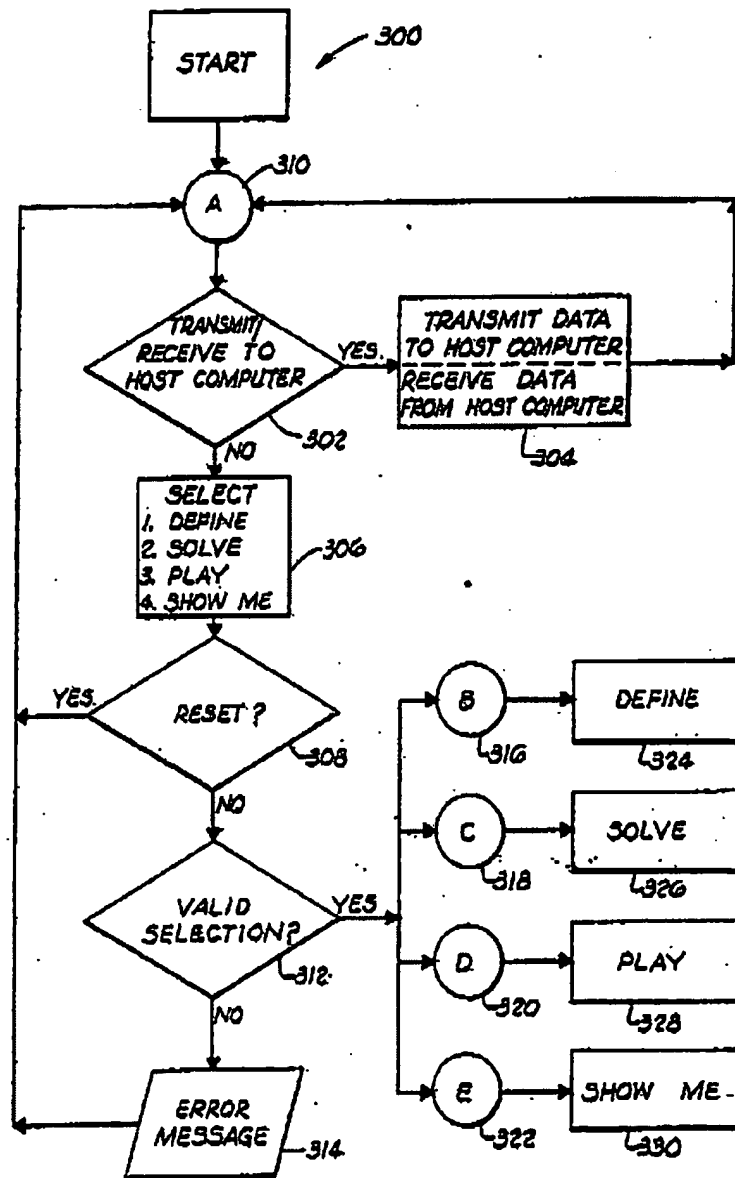 START
300
310
A
TRANSMIT/
RECEIVE TO
HOST COMPUTER
YES.
302
NO
TRANSMIT DATA
TO HOST COMPUTER
RECEIVE DATA
FROM HOST COMPUTER
304
SELECT
1. DEFINE
2. SOLVE
3. PLAY
4. SHOW ME
306
YES.
RESET?
308
NO
VALID
SELECTION?
YES
312
NO
ERROR
MESSAGE
314
B
316
DEFINE
324
C
318
SOLVE
326
D
320
PLAY
328
E
322
SHOW ME
330